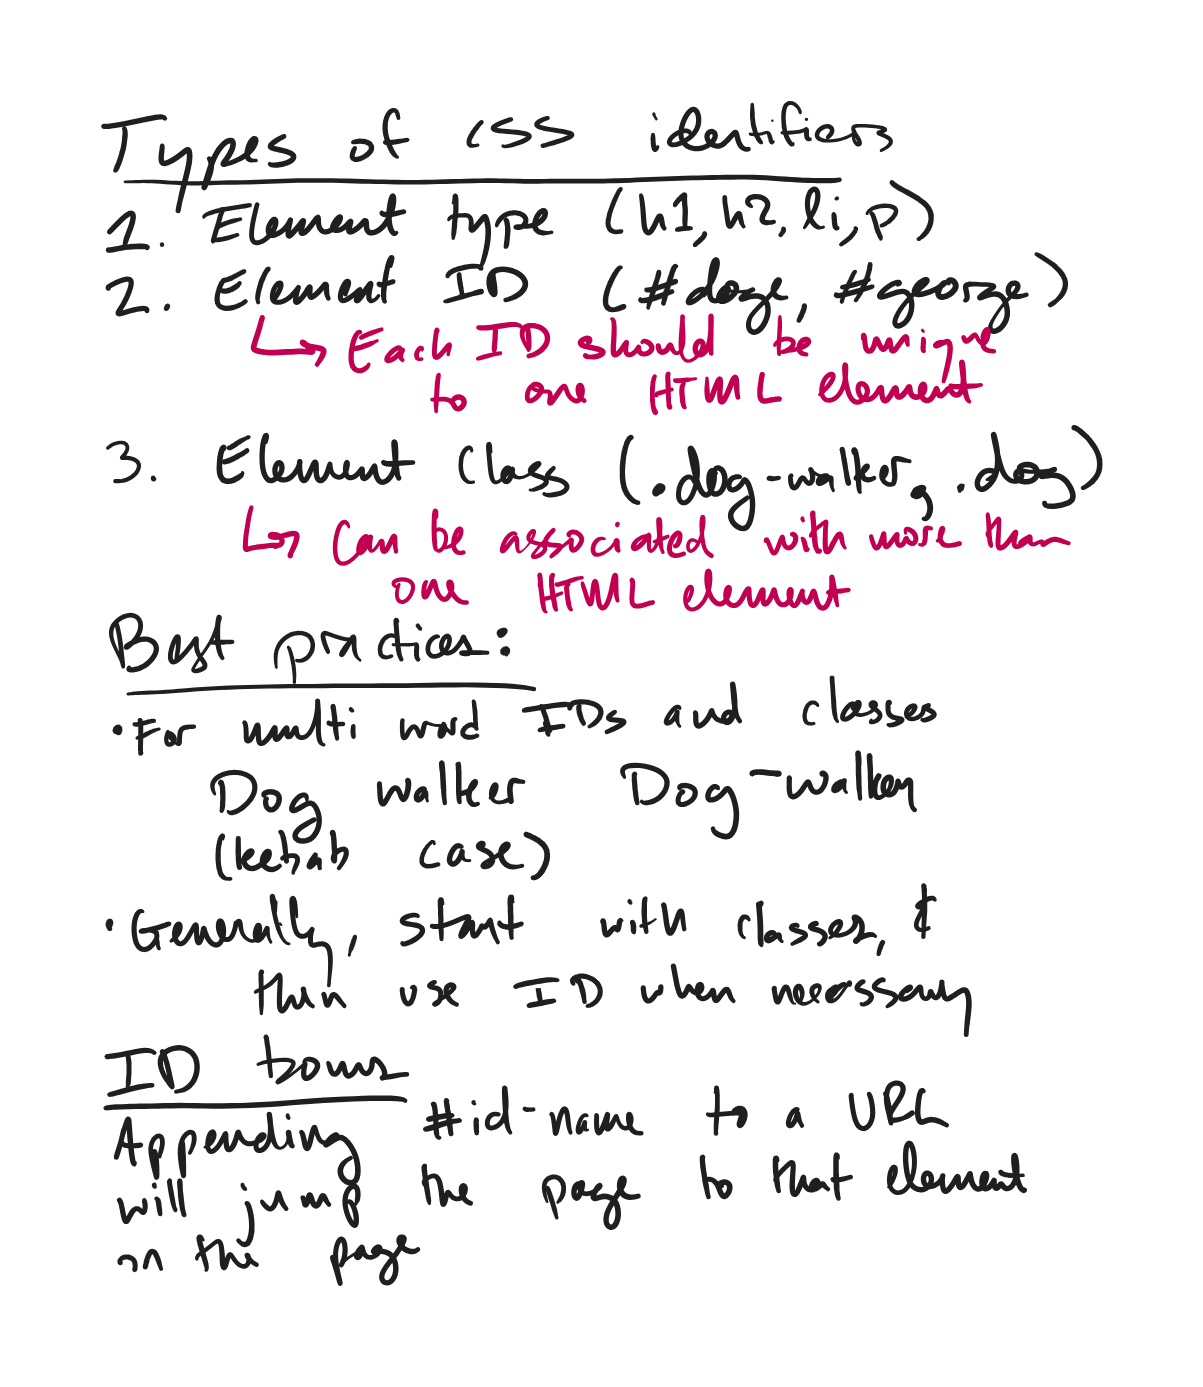 Types of CSS identifiers
1. Element type (h1, h2, li, p)
2. Element ID (#doge, #george)
↳ Each ID should be uniqe
to one HTML element
3. Element Class (.dog-walker, .dog)
↳ Can be associated with more than
one HTML element
Best practices:
• For multi word IDs and classes
Dog walker Dog-walker
(kebab case)
• Generally, start with classes, &
then use ID when necessary
ID bonus
Appending #id-name to a URL
will jump the page to that element
on the page